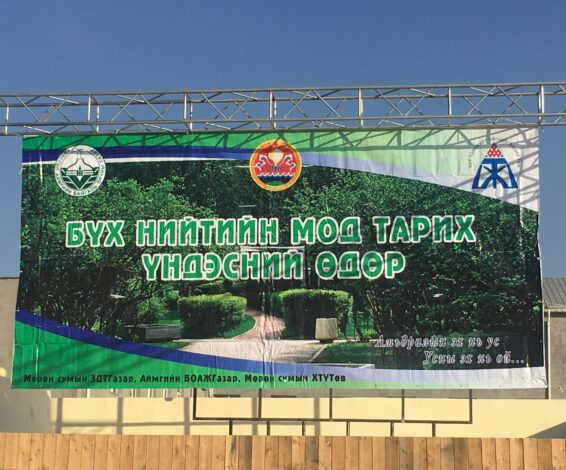 БҮХ НИЙТИЙН МОД ТАРИХ
ҮНДЭСНИЙ ӨДӨР
Амьдралын эх нь ус
Усны эх нь ой...
Мөрөн сумын ЗДТГазар, Аймгийн БОАЖГазар, Мөрөн сумын ХТҮТөв